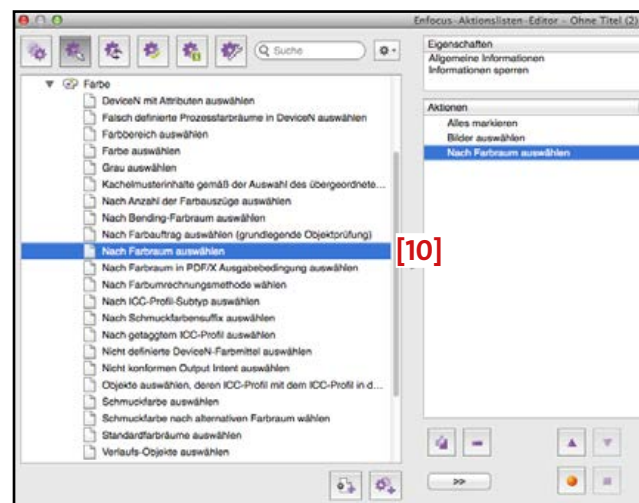 Enfocus-Aktionslisten-Editor – Ohne Titel (2)
Suche
Farbe
DeviceN mit Attributen auswählen
Falsch definierte Prozessfarbräume in DeviceN auswählen
Farbbereich auswählen
Farbe auswählen
Grau auswählen
Kachelmusterinhalte gemäß der Auswahl des übergeordnete...
Nach Anzahl der Farbauszüge auswählen
Nach Bending-Farbraum auswählen
Nach Farbauftrag auswählen (grundlegende Objektprüfung)
Nach Farbraum auswählen
Nach Farbraum in PDF/X Ausgabebedingung auswählen
Nach Farbumrechnungsmethode wählen
Nach ICC-Profil-Subtyp auswählen
Nach Schmuckfarbensuffix auswählen
Nach getaggtem ICC-Profil auswählen
Nicht definierte DeviceN-Farbmittel auswählen
Nicht konformen Output Intent auswählen
Objekte auswählen, deren ICC-Profil mit dem ICC-Profil in d...
Schmuckfarbe auswählen
Schmuckfarbe nach alternativen Farbraum wählen
Standardfarbräume auswählen
Verlaufs-Objekte auswählen
[10]
Eigenschaften
Allgemeine Informationen
Informationen sperren
Aktionen
Alles markieren
Bilder auswählen
Nach Farbraum auswählen
>>